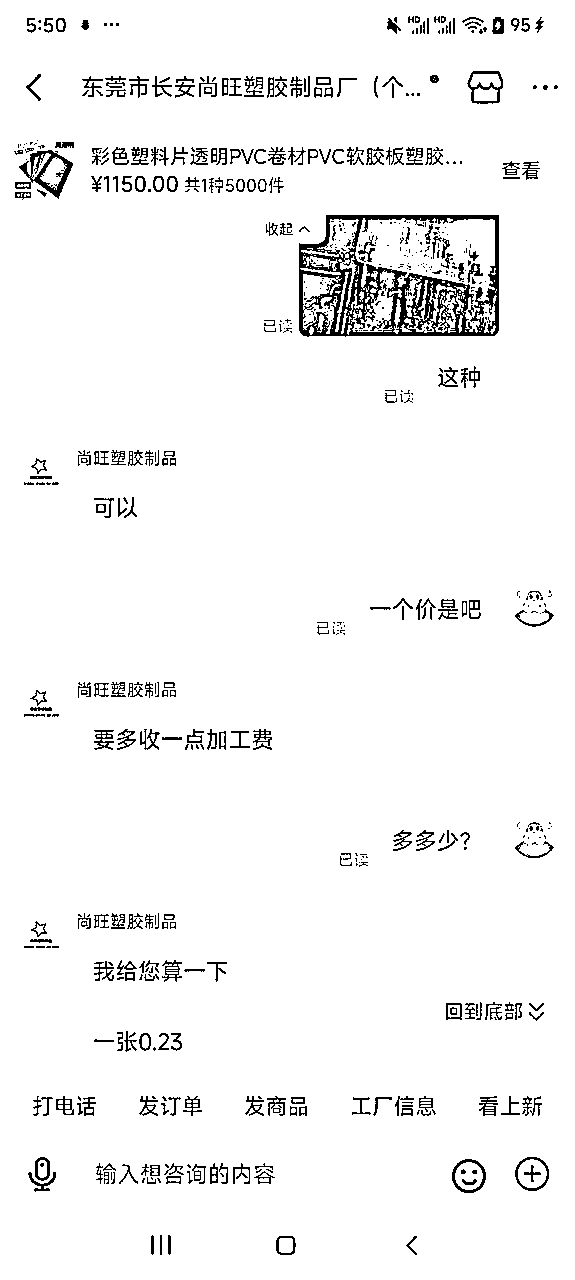 5:50
95
东莞市长安尚旺塑胶制品厂（个...
彩色塑料片透明PVC卷材PVC软胶板塑胶...
¥1150.00 共1种5000件
查看
收起
已读
这种
已读
尚旺塑胶制品
可以
一个价是吧
已读
尚旺塑胶制品
要多收一点加工费
多多少?
已读
尚旺塑胶制品
我给您算一下
回到底部
一张0.23
打电话 发订单 发商品 工厂信息 看上新
输入想咨询的内容